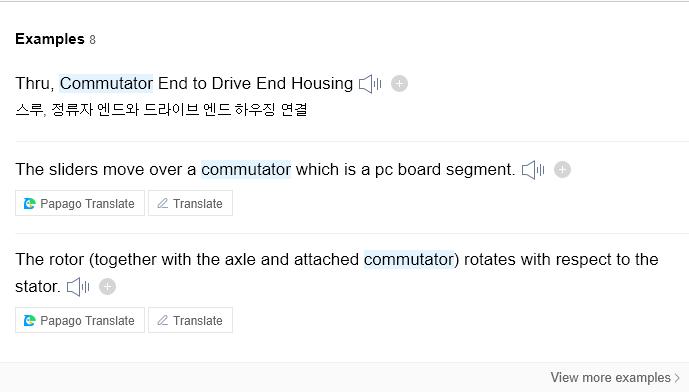 Examples 8
Thru, Commutator End to Drive End Housing
스루, 정류자 엔드와 드라이브 엔드 하우징 연결
The sliders move over a commutator which is a pc board segment.
Papago Translate Translate
The rotor (together with the axle and attached commutator) rotates with respect to the
stator.
Papago Translate Translate
View more examples